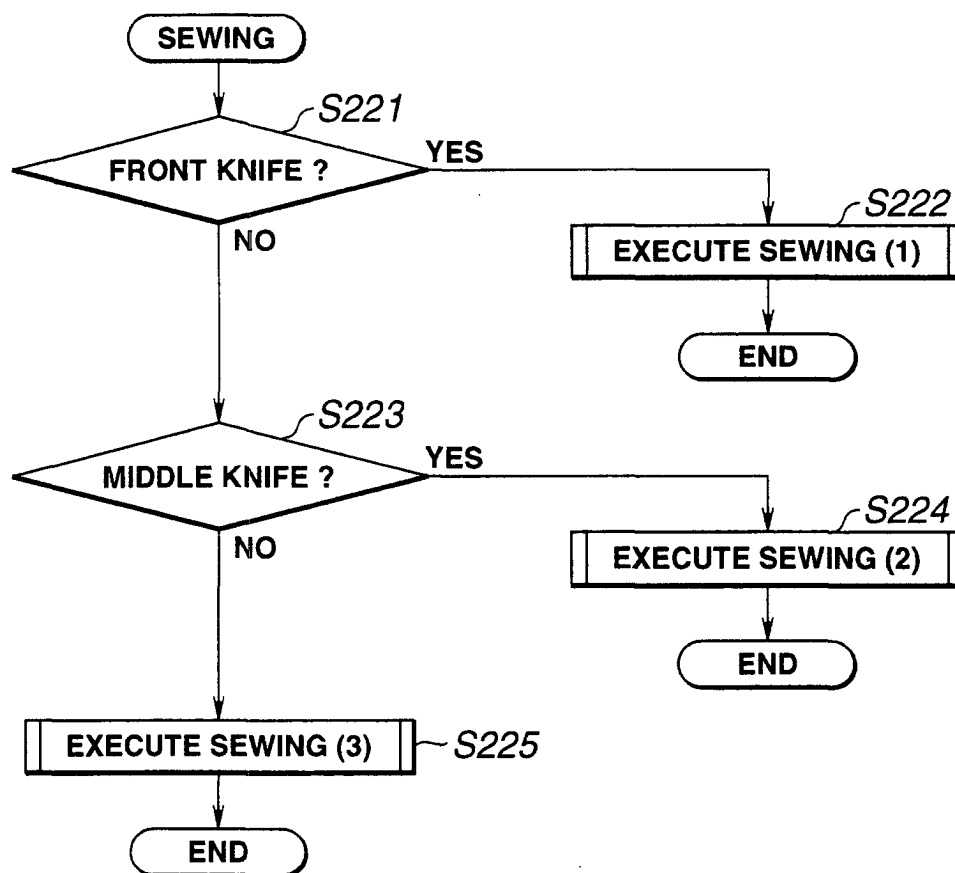 SEWING
S221
FRONT KNIFE ?
YES
NO
S222
EXECUTE SEWING (1)
END
S223
MIDDLE KNIFE ?
YES
NO
S224
EXECUTE SEWING (2)
END
EXECUTE SEWING (3)
S225
END